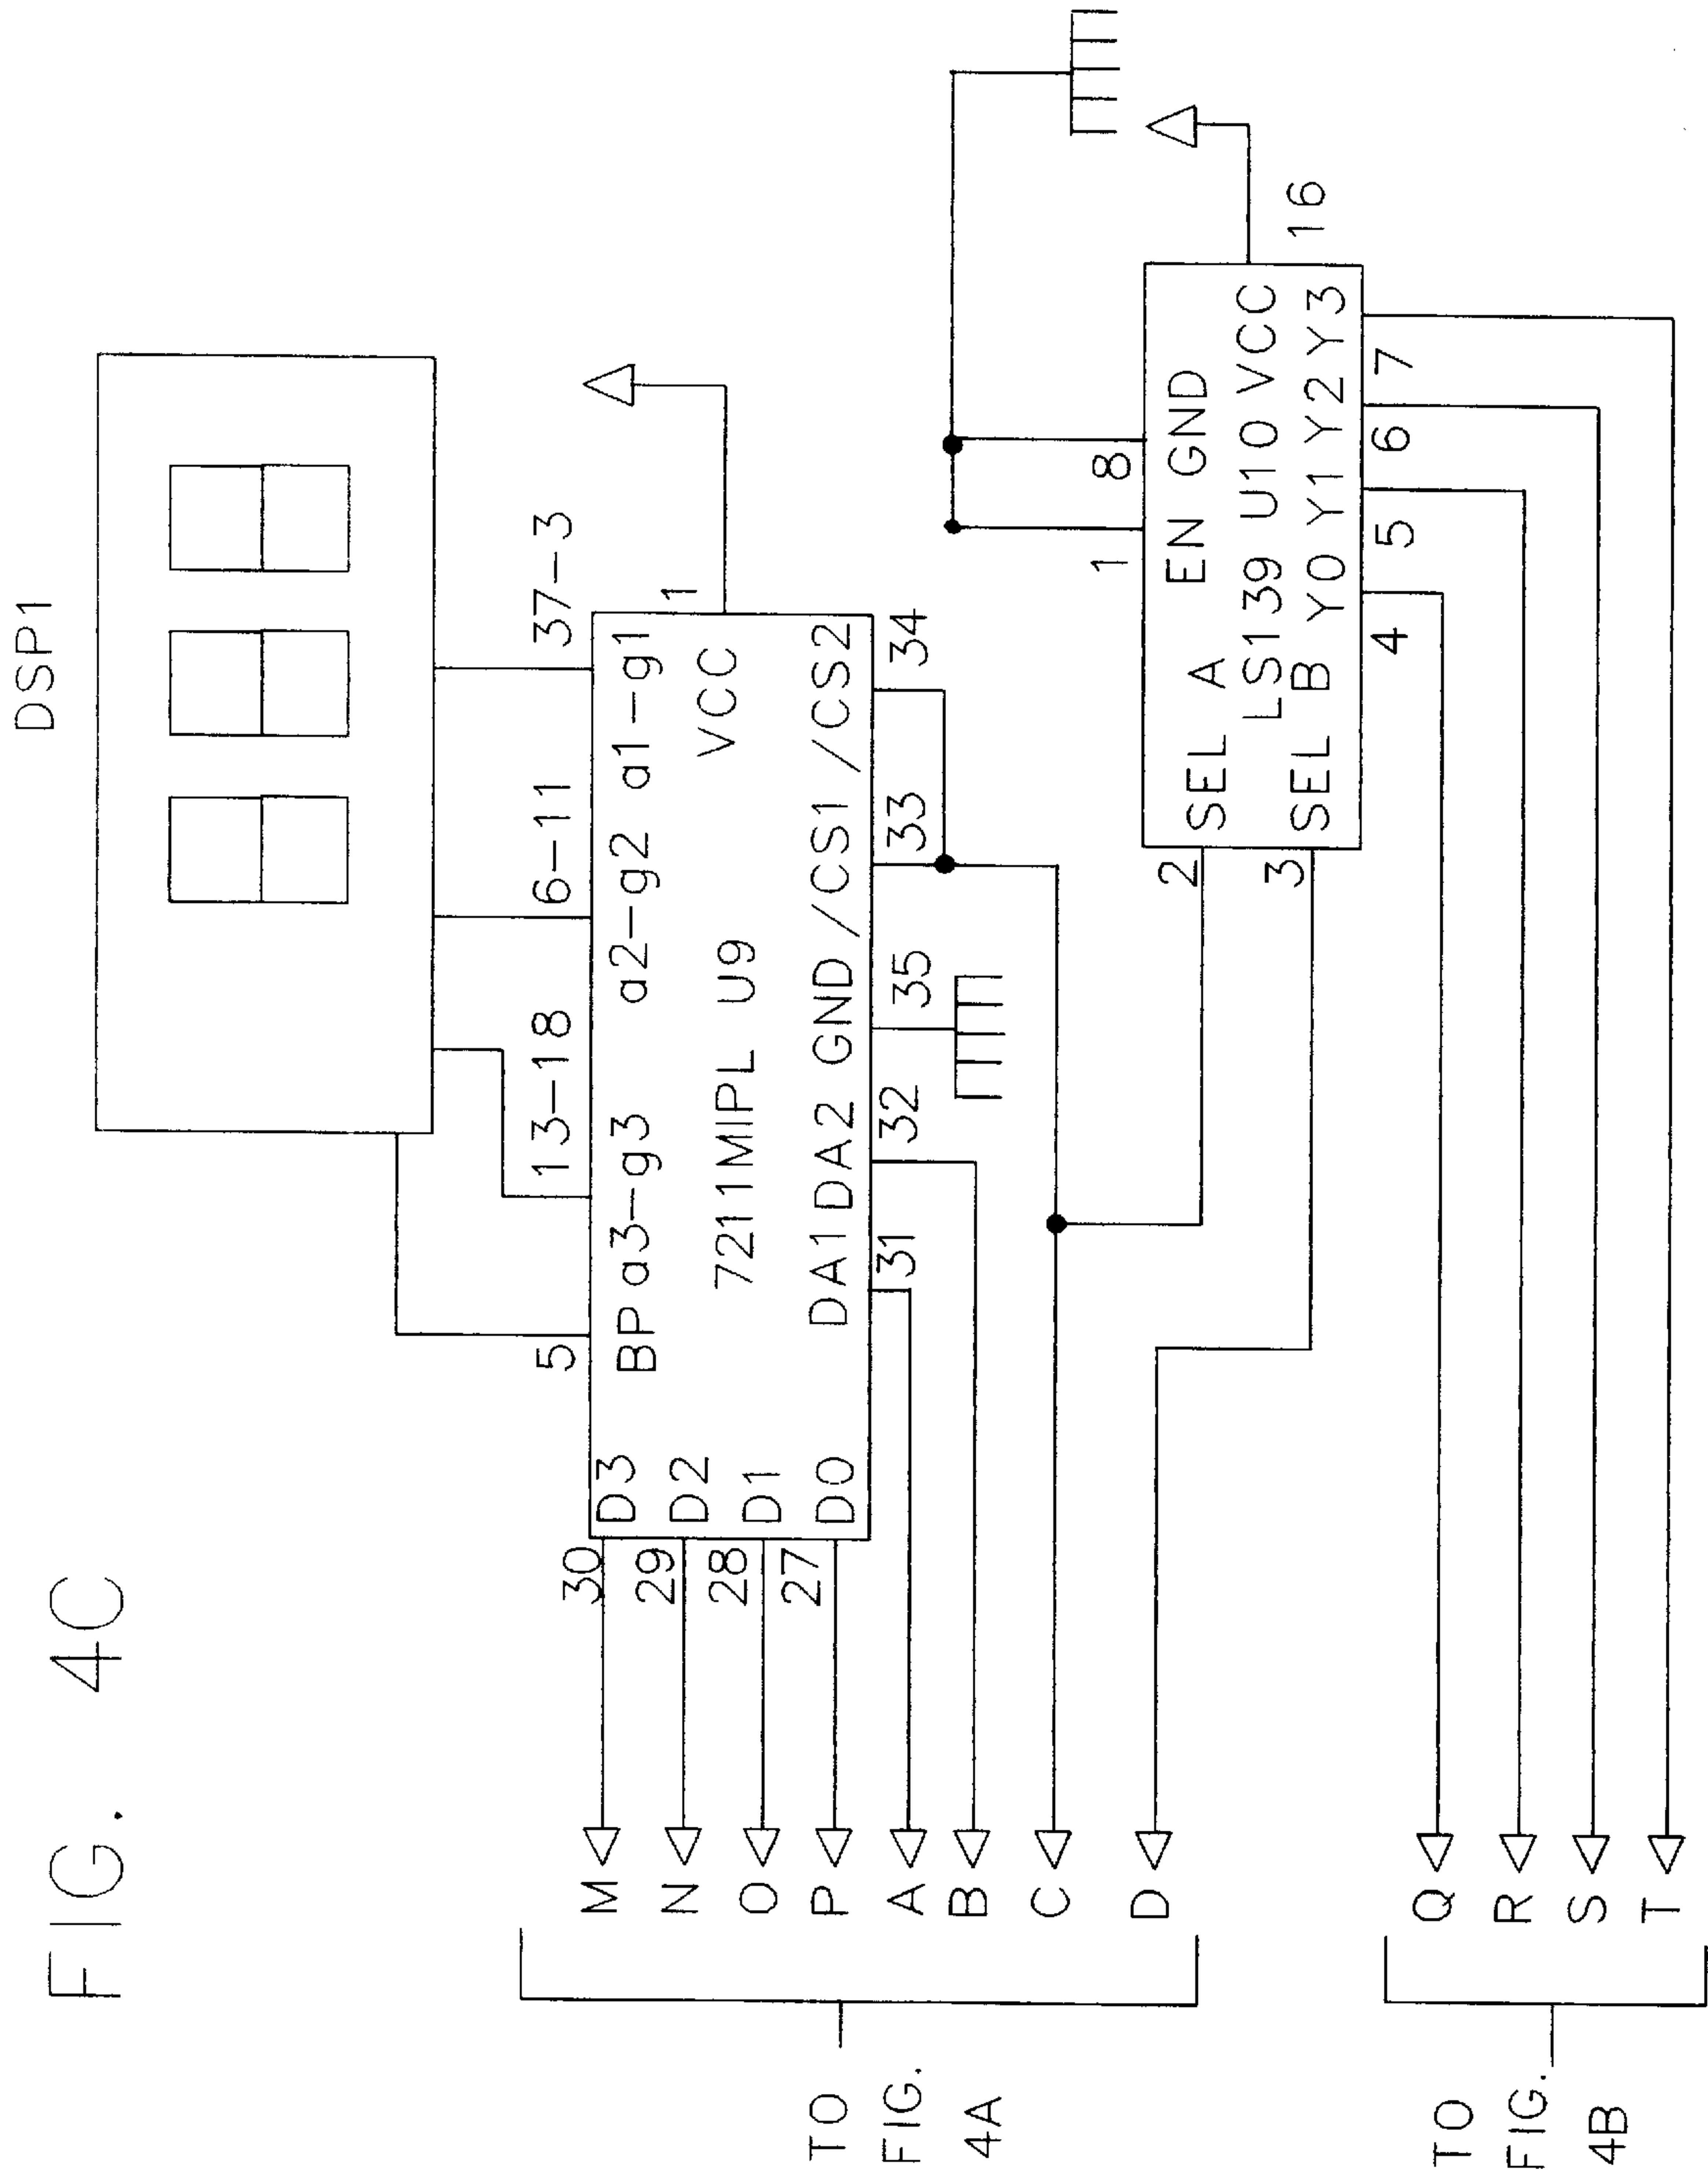 FIG. 4C
DSP1
5
13-18
6-11
37-3
BP a3-g3 a2-g2 a1-g1
1
VCC
7211MIPL U9
30
D3
29
D2
28
D1
27
D0
DA1 DA2 GND /CS1 /CS2
31
32
35
33
34
M
N
O
P
A
B
C
D
TO
FIG.
4A
1
8
EN GND
2
SEL A
LS139 U10 VCC
16
3
SEL B
Y0 Y1 Y2 Y3
4
5
6
7
Q
R
S
T
TO
FIG.
4B